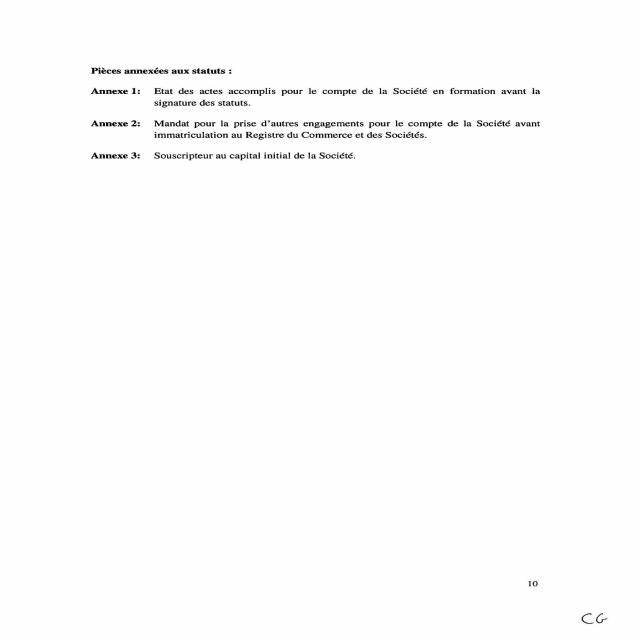 Pièces annexées aux statuts :
Annexe 1: Etat des actes accomplis pour le compte de la Société en formation avant la
signature des statuts.
Annexe 2: Mandat pour la prise d'autres engagements pour le compte de la Société avant
immatriculation au Registre du Commerce et des Sociétés.
Annexe 3: Souscripteur au capital initial de la Société.
10
CG